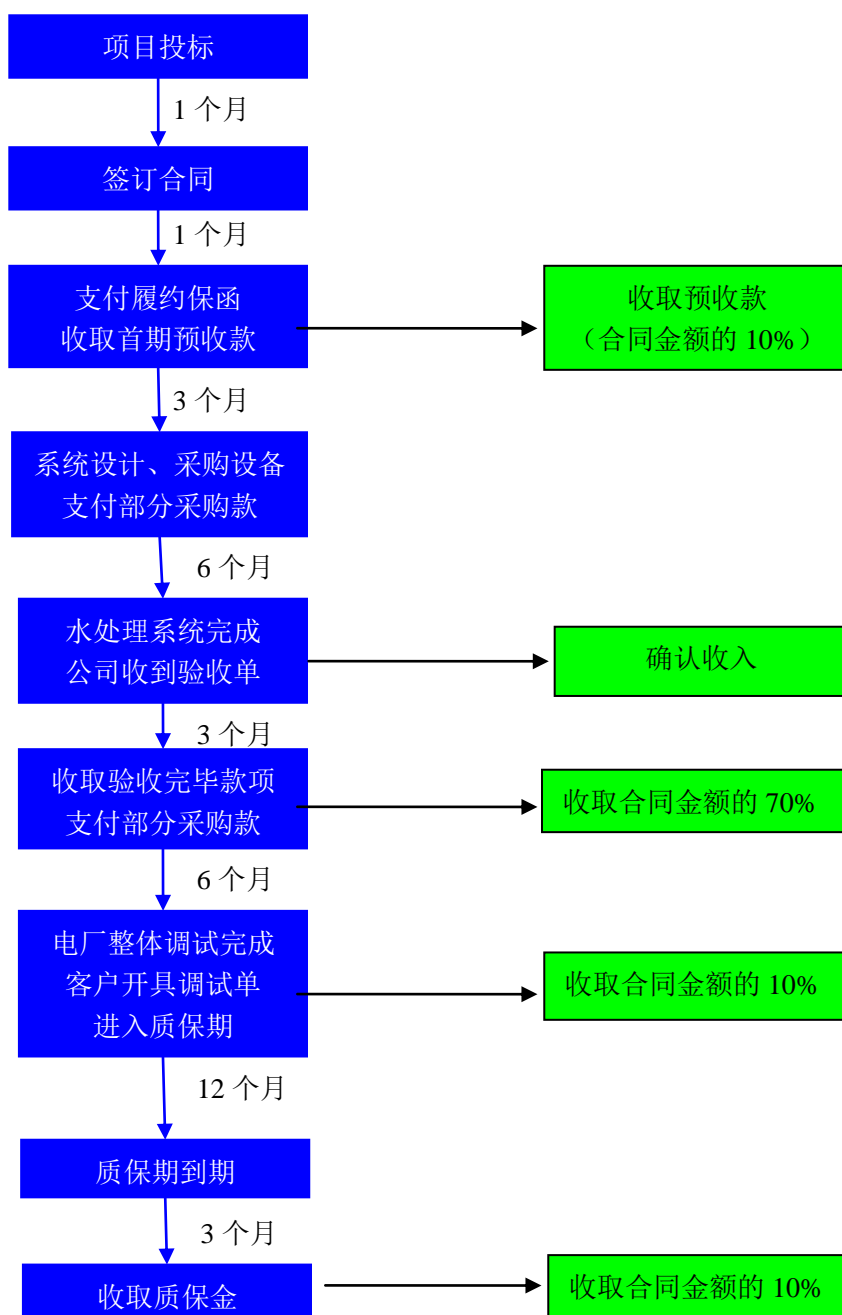 项目投标
1 个月
签订合同
1 个月
支付履约保函
收取首期预收款
收取预收款
（合同金额的 10%）
3 个月
系统设计、采购设备
支付部分采购款
6 个月
水处理系统完成
公司收到验收单
确认收入
3 个月
收取验收完毕款项
支付部分采购款
收取合同金额的 70%
6 个月
电厂整体调试完成
客户开具调试单
进入质保期
收取合同金额的 10%
12 个月
质保期到期
3 个月
收取质保金
收取合同金额的 10%